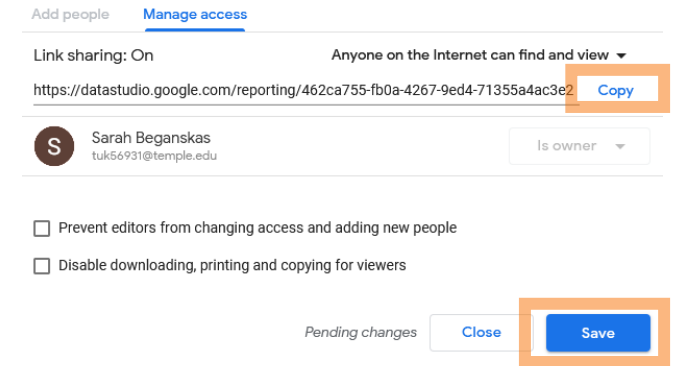 Add people Manage access
Link sharing: On Anyone on the Internet can find and view
https://datastudio.google.com/reporting/462ca755-fb0a-4267-9ed4-71355a4ac3e2 Copy
S Sarah Beganskas Is owner
tuk56931@temple.edu
Prevent editors from changing access and adding new people
Disable downloading, printing and copying for viewers
Pending changes Close Save